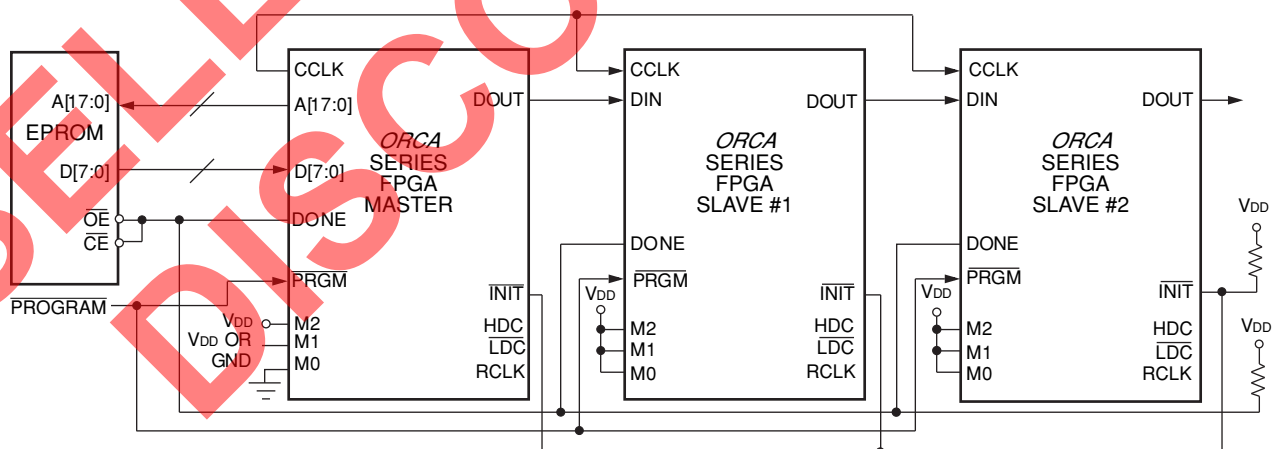 EPROM
A[17:0]
D[7:0]
OE
CE
PROGRAM
CCLK
A[17:0]
DOUT
D[7:0]
ORCA
SERIES
FPGA
MASTER
DONE
PRGM
INIT
VDD
M2
VDD OR
GND
M1
M0
HDC
LDC
RCLK
CCLK
DIN
DOUT
ORCA
SERIES
FPGA
SLAVE #1
DONE
PRGM
INIT
VDD
M2
M1
M0
HDC
LDC
RCLK
CCLK
DIN
DOUT
ORCA
SERIES
FPGA
SLAVE #2
DONE
PRGM
INIT
VDD
M2
M1
M0
HDC
LDC
RCLK
VDD
VDD
SEL
DISCO